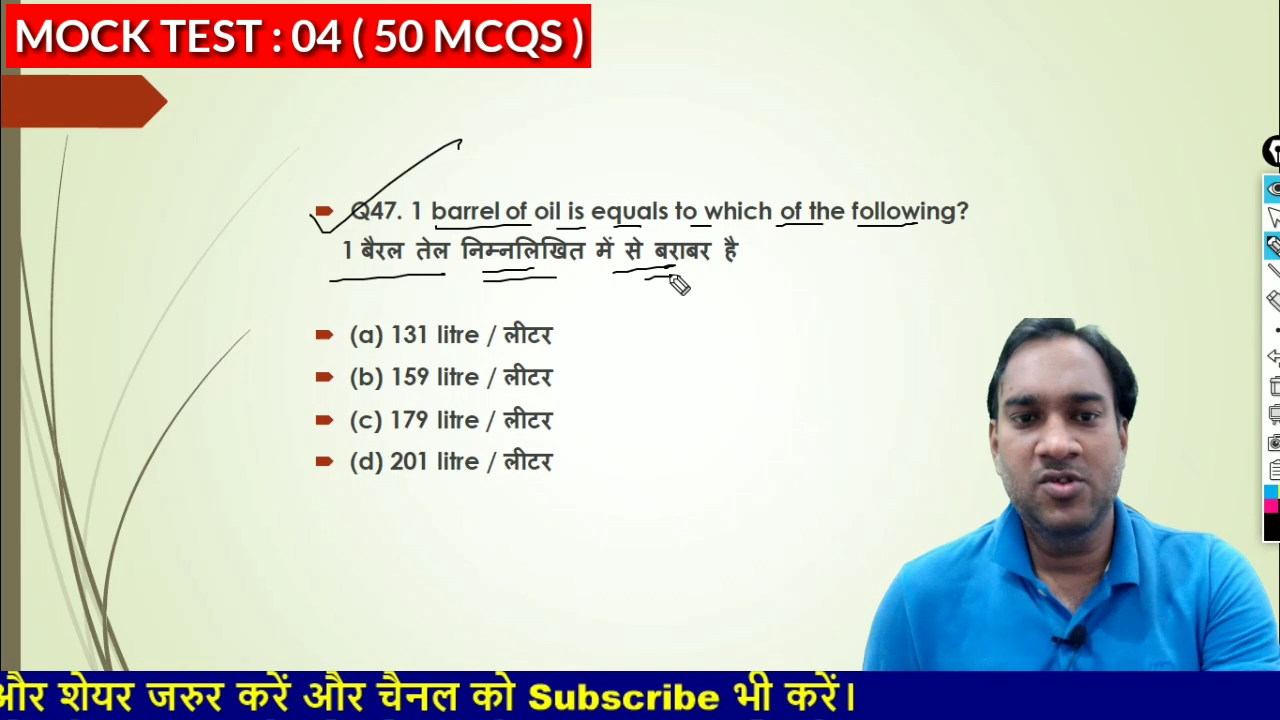 MOCK TEST : 04 ( 50 MCQS )
Q47. 1 barrel of oil is equals to which of the following?
1 बैरल तेल निम्नलिखित में से बराबर है
(a) 131 litre / लीटर
(b) 159 litre / लीटर
(c) 179 litre / लीटर
(d) 201 litre / लीटर
और शेयर जरुर करें और चैनल को Subscribe भी करें।